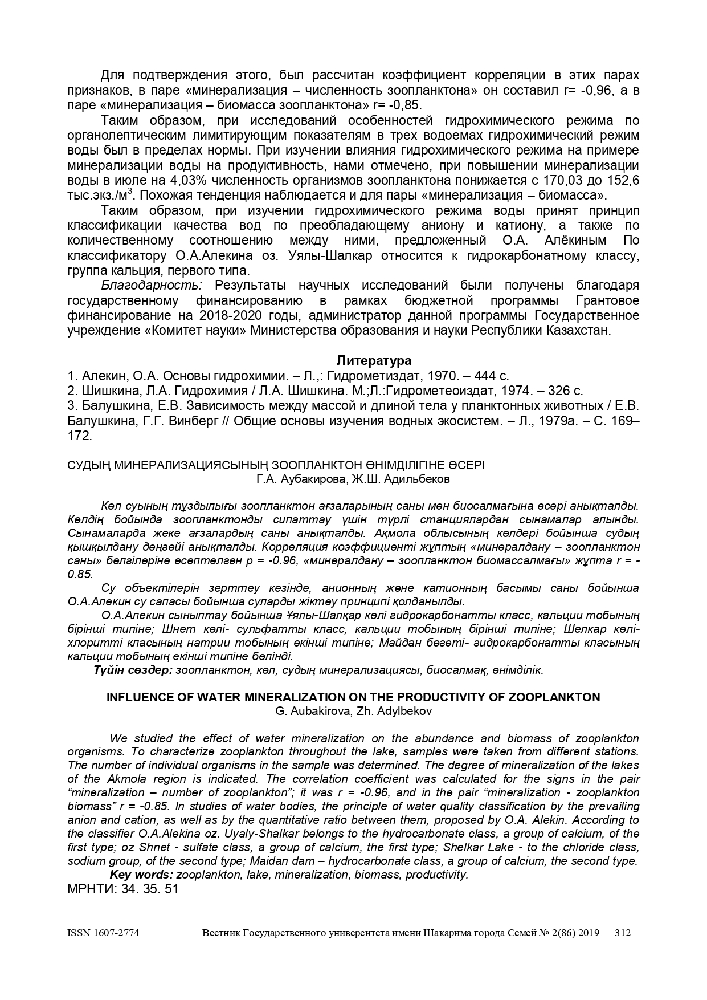 Для подтверждения этого, был рассчитан коэффициент корреляции в этих парах
признаков, в паре «минерализация – численность зоопланктона» он составил r= -0,96, а в
паре «минерализация – биомасса зоопланктона» r= -0,85.
Таким образом, при исследований особенностей гидрохимического режима по
органолептическим лимитирующим показателям в трех водоемах гидрохимический режим
воды был в пределах нормы. При изучении влияния гидрохимического режима на примере
минерализации воды на продуктивность, нами отмечено, при повышении минерализации
воды в июле на 4,03% численность организмов зоопланктона понижается с 170,03 до 152,6
тыс.экз./м³. Похожая тенденция наблюдается и для пары «минерализация – биомасса».
Таким образом, при изучении гидрохимического режима воды принят принцип
классификации качества вод по преобладающему аниону и катиону, а также по
количественному соотношению между ними, предложенный О.А. Алёкиным По
классификатору О.А.Алекина оз. Уялы-Шалкар относится к гидрокарбонатному классу,
группа кальция, первого типа.
Благодарность: Результаты научных исследований были получены благодаря
государственному финансированию в рамках бюджетной программы Грантовое
финансирование на 2018-2020 годы, администратор данной программы Государственное
учреждение «Комитет науки» Министерства образования и науки Республики Казахстан.
Литература
1. Алекин, О.А. Основы гидрохимии. – Л.,: Гидрометиздат, 1970. – 444 с.
2. Шишкина, Л.А. Гидрохимия / Л.А. Шишкина. М.;Л.:Гидрометеоиздат, 1974. – 326 с.
3. Балушкина, Е.В. Зависимость между массой и длиной тела у планктонных животных / Е.В.
Балушкина, Г.Г. Винберг // Общие основы изучения водных экосистем. – Л., 1979а. – С. 169–
172.
СУДЫҢ МИНЕРАЛИЗАЦИЯСЫНЫҢ ЗООПЛАНКТОН ӨНІМДІЛІГІНЕ ӘСЕРІ
Г.А. Аубакирова, Ж.Ш. Адильбеков
Көл суының тұздылығы зоопланктон ағзаларының саны мен биосалмағына әсері анықталды.
Көлдің бойында зоопланктонды сипаттау үшін түрлі станциялардан сынамалар алынды.
Сынамаларда жеке ағзалардың саны анықталды. Ақмола облысының көлдері бойынша судың
қышқылдану деңгейі анықталды. Корреляция коэффициенті жұптың «минералдану – зоопланктон
саны» белгілеріне есептелген р = -0.96, «минералдану – зоопланктон биомассалмағы» жұпта r = -
0.85.
Су объектілерін зерттеу кезінде, анионның және катионның басымы саны бойынша
О.А.Алекин су сапасы бойынша суларды жіктеу принципі қолданылды.
О.А.Алекин сыныптау бойынша Ұялы-Шалқар көлі гидрокарбонатты класс, кальции тобының
бірінші типіне; Шнет көлі- сульфатты класс, кальции тобының бірінші типіне; Шелкар көлі-
хлоритті класының натрии тобының екінші типіне; Майдан бөгеті- гидрокарбонатты класының
кальции тобының екінші типіне бөлінді.
Түйін сөздер: зоопланктон, көл, судың минерализациясы, биосалмақ, өнімділік.
INFLUENCE OF WATER MINERALIZATION ON THE PRODUCTIVITY OF ZOOPLANKTON
G. Aubakirova, Zh. Adylbekov
We studied the effect of water mineralization on the abundance and biomass of zooplankton
organisms. To characterize zooplankton throughout the lake, samples were taken from different stations.
The number of individual organisms in the sample was determined. The degree of mineralization of the lakes
of the Akmola region is indicated. The correlation coefficient was calculated for the signs in the pair
“mineralization – number of zooplankton”; it was r = -0.96, and in the pair “mineralization - zooplankton
biomass” r = -0.85. In studies of water bodies, the principle of water quality classification by the prevailing
anion and cation, as well as by the quantitative ratio between them, proposed by O.A. Alekin. According to
the classifier O.A.Alekina oz. Uyaly-Shalkar belongs to the hydrocarbonate class, a group of calcium, of the
first type; oz Shnet - sulfate class, a group of calcium, the first type; Shelkar Lake - to the chloride class,
sodium group, of the second type; Maidan dam – hydrocarbonate class, a group of calcium, the second type.
Key words: zooplankton, lake, mineralization, biomass, productivity.
МРНТИ: 34. 35. 51
ISSN 1607-2774 Вестник Государственного университета имени Шакарима города Семей № 2(86) 2019 312